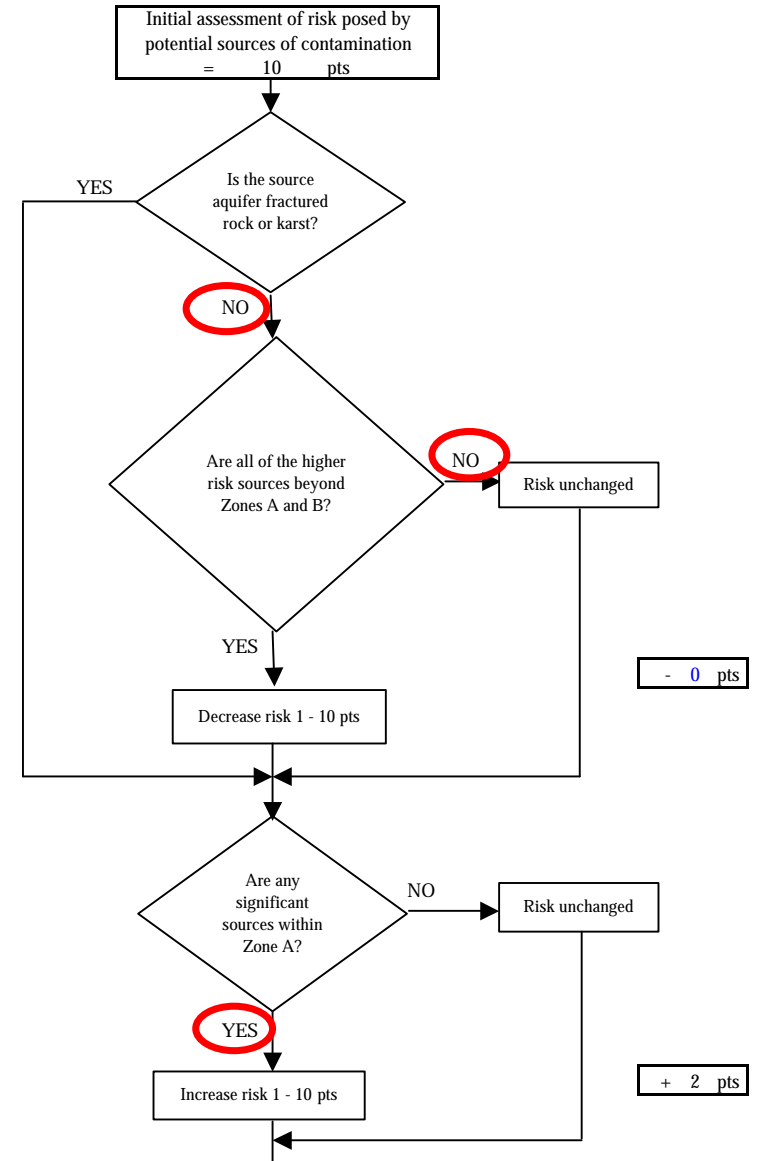 Initial assessment of risk posed by
potential sources of contamination
= 10 pts
Is the source
aquifer fractured
rock or karst?
YES
NO
Are all of the higher
risk sources beyond
Zones A and B?
NO
Risk unchanged
YES
- 0 pts
Decrease risk 1 - 10 pts
Are any
significant
sources within
Zone A?
NO
Risk unchanged
YES
Increase risk 1 - 10 pts
+ 2 pts